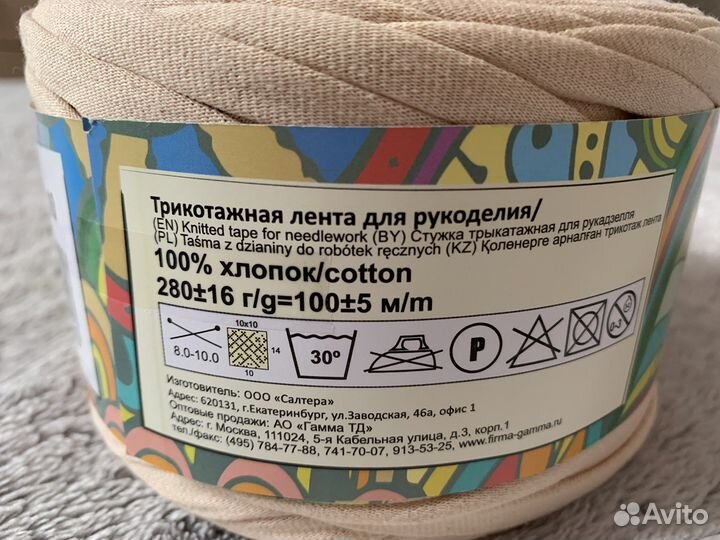 Трикотажная лента для рукоделия/
(EN) Knitted tape for needlework (BY) Стужка трыкатажная для рукадзелля
(PL) Taśma z dzianiny do robótek ręcznych (KZ) Қолөнерге арналған трикотаж лента
100% хлопок/cotton
280±16 г/g=100±5 м/m
8.0-10.0
10x10
14
10
30°
P
0-3
Изготовитель: ООО «Салтера»
Адрес: 620131, г.Екатеринбург, ул.Заводская, 46а, офис 1
Оптовые продажи: АО «Гамма ТД»
Адрес: г. Москва, 111024, 5-я Кабельная улица, д.3, корп.1
тел./факс: (495) 784-77-88, 741-70-07, 913-53-25, www.firma-gamma.ru
Avito